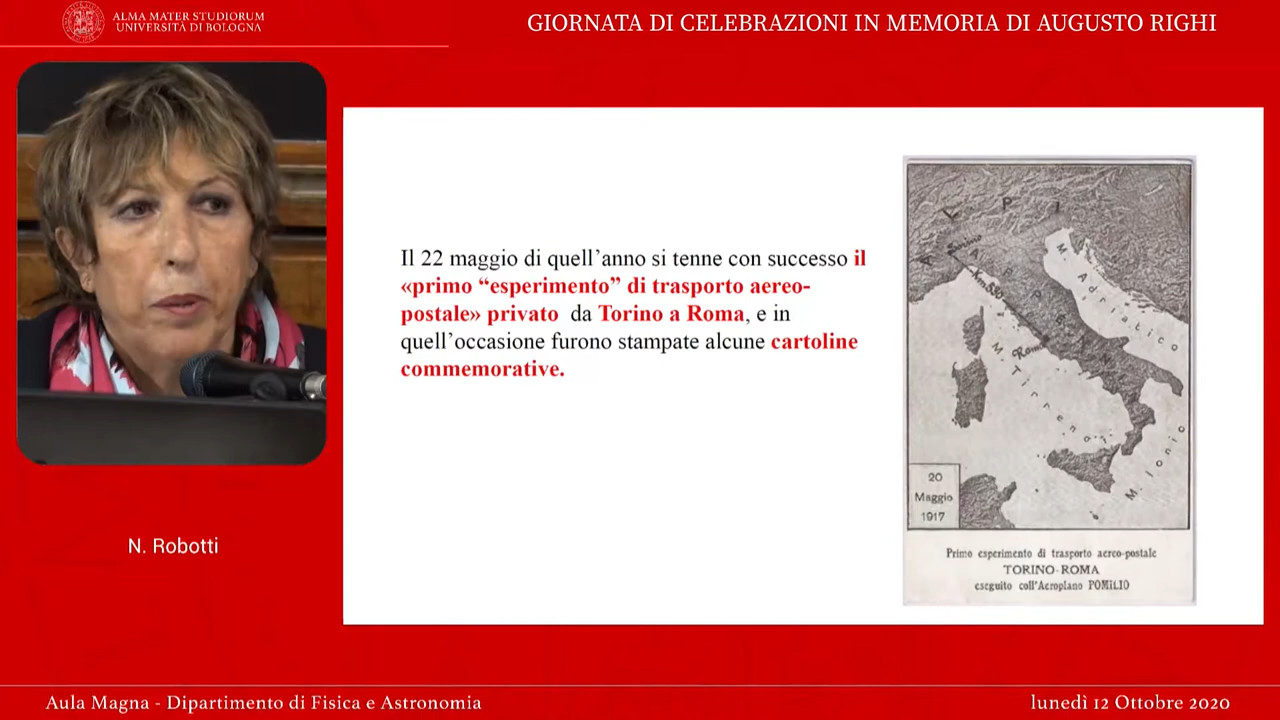 ALMA MATER STUDIORUM
UNIVERSITÀ DI BOLOGNA
GIORNATA DI CELEBRAZIONI IN MEMORIA DI AUGUSTO RIGHI
Il 22 maggio di quell’anno si tenne con successo il
«primo “esperimento” di trasporto aereo-
postale» privato da Torino a Roma, e in
quell’occasione furono stampate alcune cartoline
commemorative.
A L P I
Torino
Km 530
Roma
M. Adriatico
M. Tirreno
M. Ionio
20
Maggio
1917
Primo esperimento di trasporto aereo-postale
TORINO-ROMA
eseguito coll'Aeroplano POMILIO
N. Robotti
Aula Magna - Dipartimento di Fisica e Astronomia
lunedì 12 Ottobre 2020